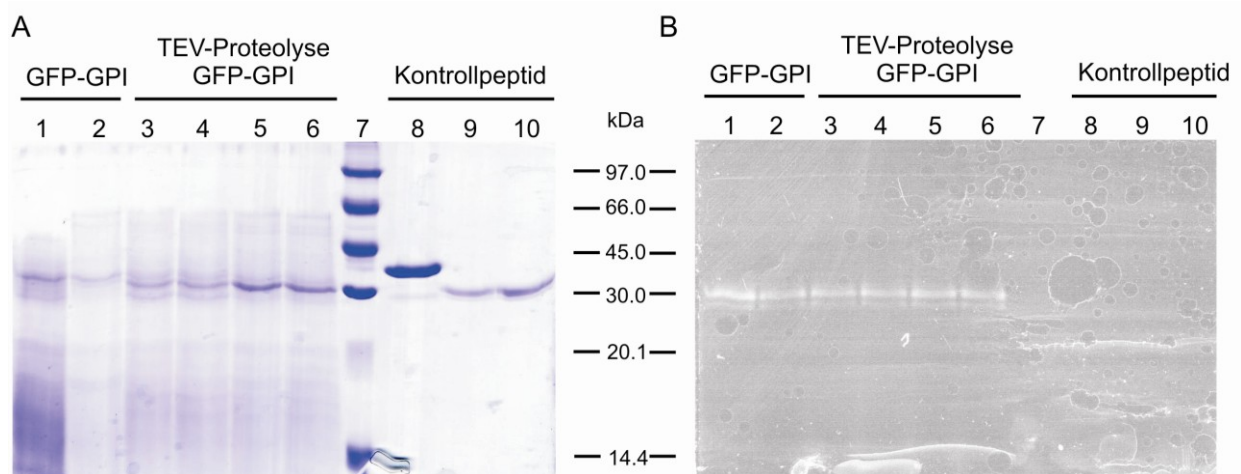 A
TEV-Proteolyse
GFP-GPI
GFP-GPI
Kontrollpeptid
1 2 3 4 5 6 7 8 9 10
kDa
97.0
66.0
45.0
30.0
20.1
14.4
B
TEV-Proteolyse
GFP-GPI
GFP-GPI
Kontrollpeptid
1 2 3 4 5 6 7 8 9 10